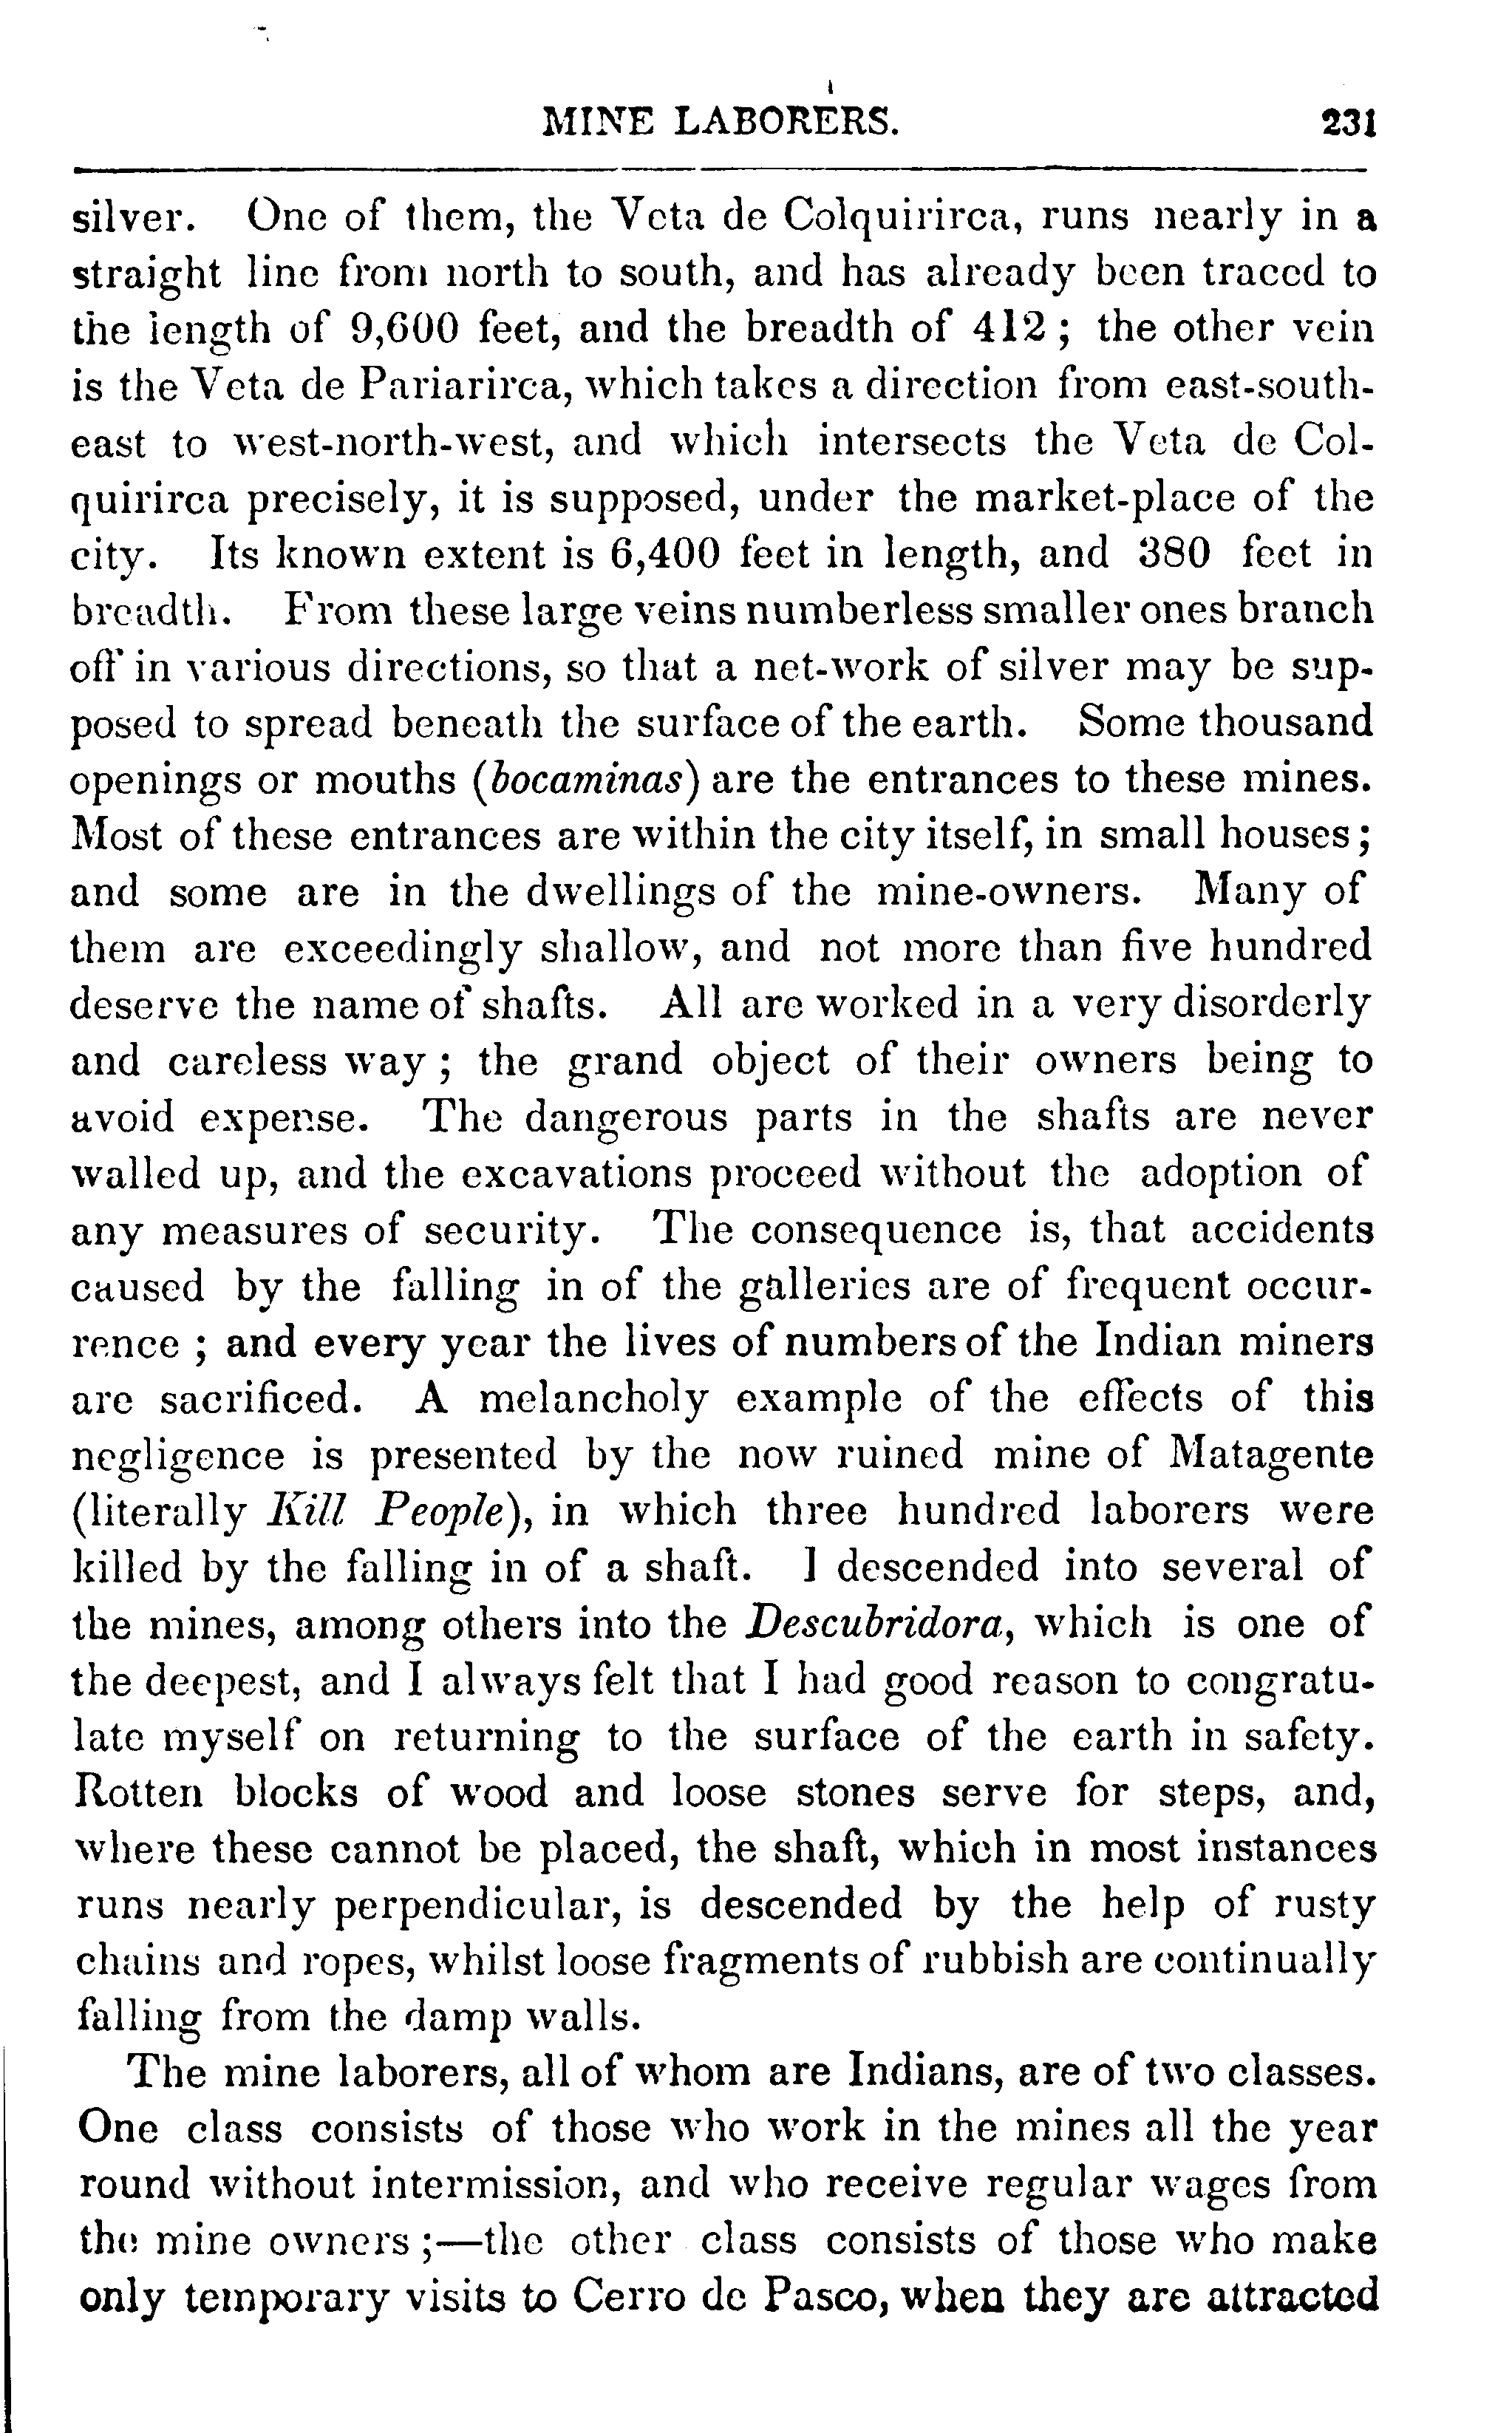 MINE LABORERS. 231
silver. One of them, the Veta de Colquirirca, runs nearly in a
straight line from north to south, and has already been traced to
the length of 9,600 feet, and the breadth of 412 ; the other vein
is the Veta de Pariarirca, which takes a direction from east-south-
east to west-north-west, and which intersects the Veta de Col-
quirirca precisely, it is supposed, under the market-place of the
city. Its known extent is 6,400 feet in length, and 380 feet in
breadth. From these large veins numberless smaller ones branch
off in various directions, so that a net-work of silver may be sup-
posed to spread beneath the surface of the earth. Some thousand
openings or mouths (bocaminas) are the entrances to these mines.
Most of these entrances are within the city itself, in small houses ;
and some are in the dwellings of the mine-owners. Many of
them are exceedingly shallow, and not more than five hundred
deserve the name of shafts. All are worked in a very disorderly
and careless way ; the grand object of their owners being to
avoid expense. The dangerous parts in the shafts are never
walled up, and the excavations proceed without the adoption of
any measures of security. The consequence is, that accidents
caused by the falling in of the galleries are of frequent occur-
rence ; and every year the lives of numbers of the Indian miners
are sacrificed. A melancholy example of the effects of this
negligence is presented by the now ruined mine of Matagente
(literally Kill People), in which three hundred laborers were
killed by the falling in of a shaft. I descended into several of
the mines, among others into the Descubridora, which is one of
the deepest, and I always felt that I had good reason to congratu-
late myself on returning to the surface of the earth in safety.
Rotten blocks of wood and loose stones serve for steps, and,
where these cannot be placed, the shaft, which in most instances
runs nearly perpendicular, is descended by the help of rusty
chains and ropes, whilst loose fragments of rubbish are continually
falling from the damp walls.
The mine laborers, all of whom are Indians, are of two classes.
One class consists of those who work in the mines all the year
round without intermission, and who receive regular wages from
the mine owners ;—the other class consists of those who make
only temporary visits to Cerro de Pasco, when they are attracted